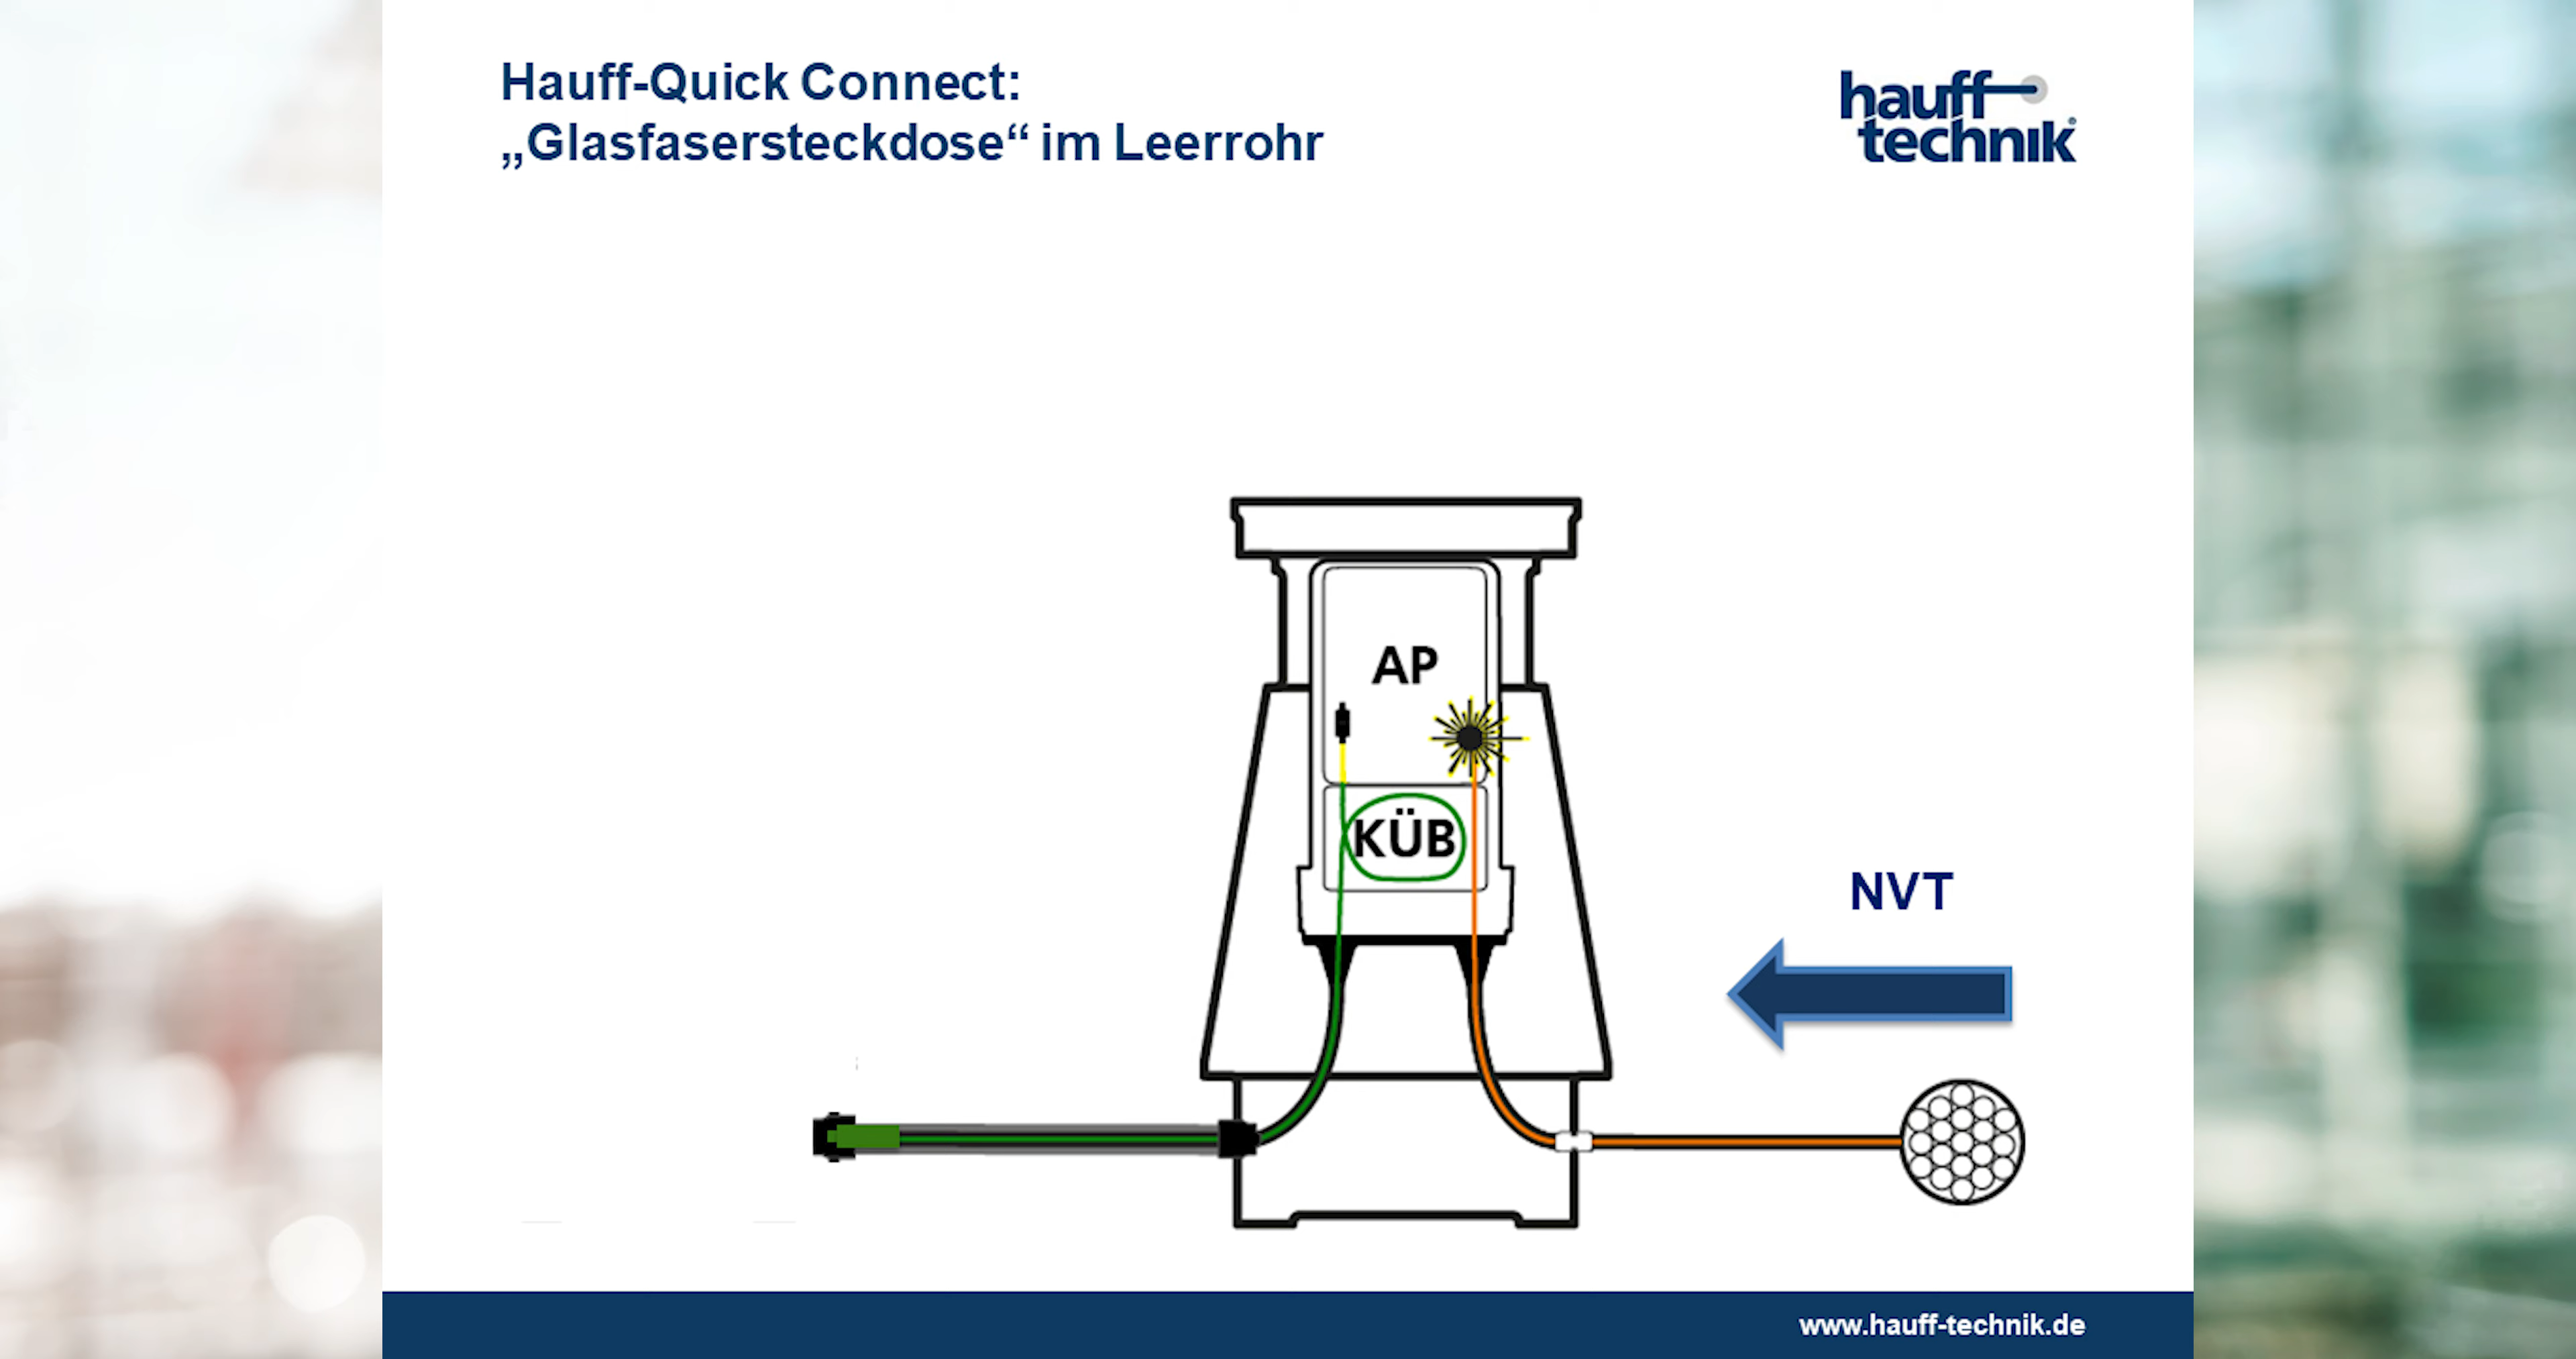 Hauff-Quick Connect:
„Glasfasersteckdose“ im Leerrohr
hauff
technik
AP
KÜB
NVT
www.hauff-technik.de